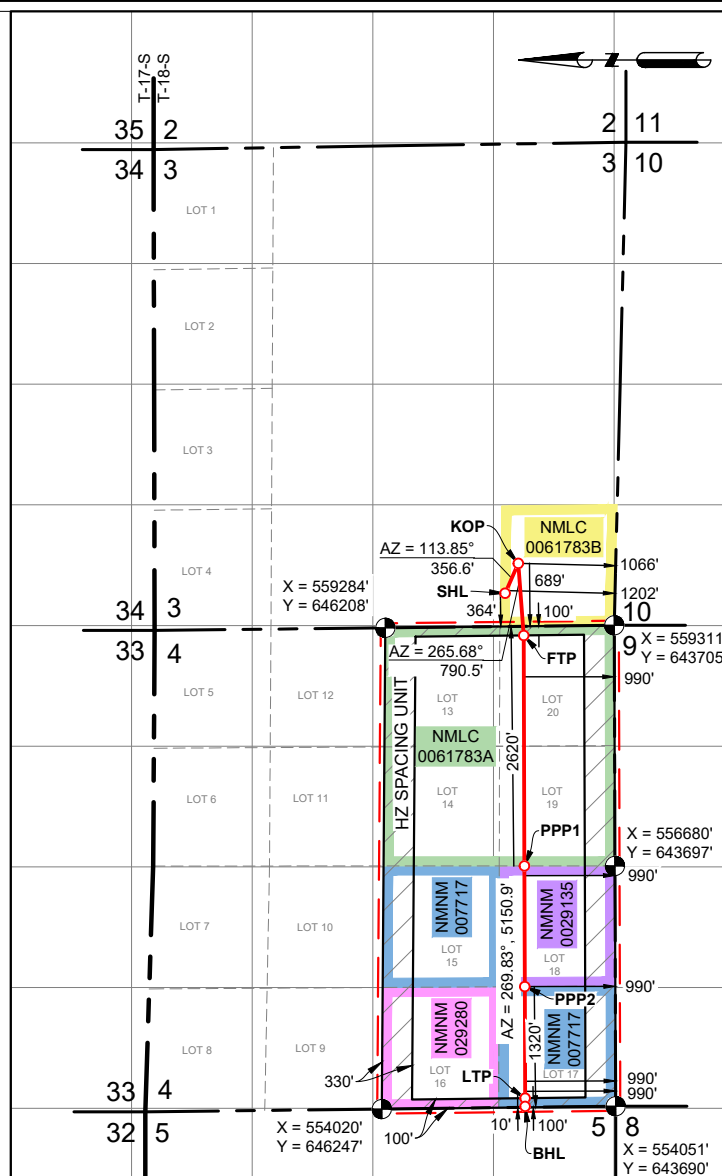 T-17-S
T-18-S
N
35 2
34 3
2 11
3 10
LOT 1
LOT 2
LOT 3
LOT 4
KOP
NMLC
0061783B
AZ = 113.85°
356.6'
1066'
689'
SHL
1202'
X = 559284'
Y = 646208'
364'
100'
10
34 3
33 4
9
X = 559311'
Y = 643705'
AZ = 265.68°
790.5'
FTP
990'
LOT 5
LOT 12
LOT
13
LOT
20
HZ SPACING UNIT
NMLC
0061783A
2620'
LOT 6
LOT 11
LOT
14
LOT
19
PPP1
X = 556680'
Y = 643697'
990'
NMNM
007717
NMNM
0029135
LOT 7
LOT 10
LOT
15
LOT
18
AZ = 269.83°, 5150.9'
990'
PPP2
NMNM
029280
1320'
NMNM
007717
LOT 8
LOT 9
LTP
LOT
16
LOT 17
330'
990'
990'
33 4
32 5
X = 554020'
Y = 646247'
100'
10'
100'
5 8
BHL
X = 554051'
Y = 643690'